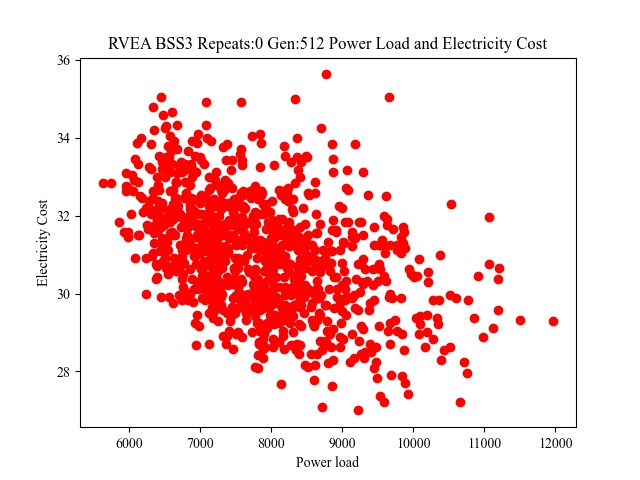 RVEA BSS3 Repeats:0 Gen:512 Power Load and Electricity Cost
36
34
32
30
28
Electricity Cost
6000 7000 8000 9000 10000 11000 12000
Power load